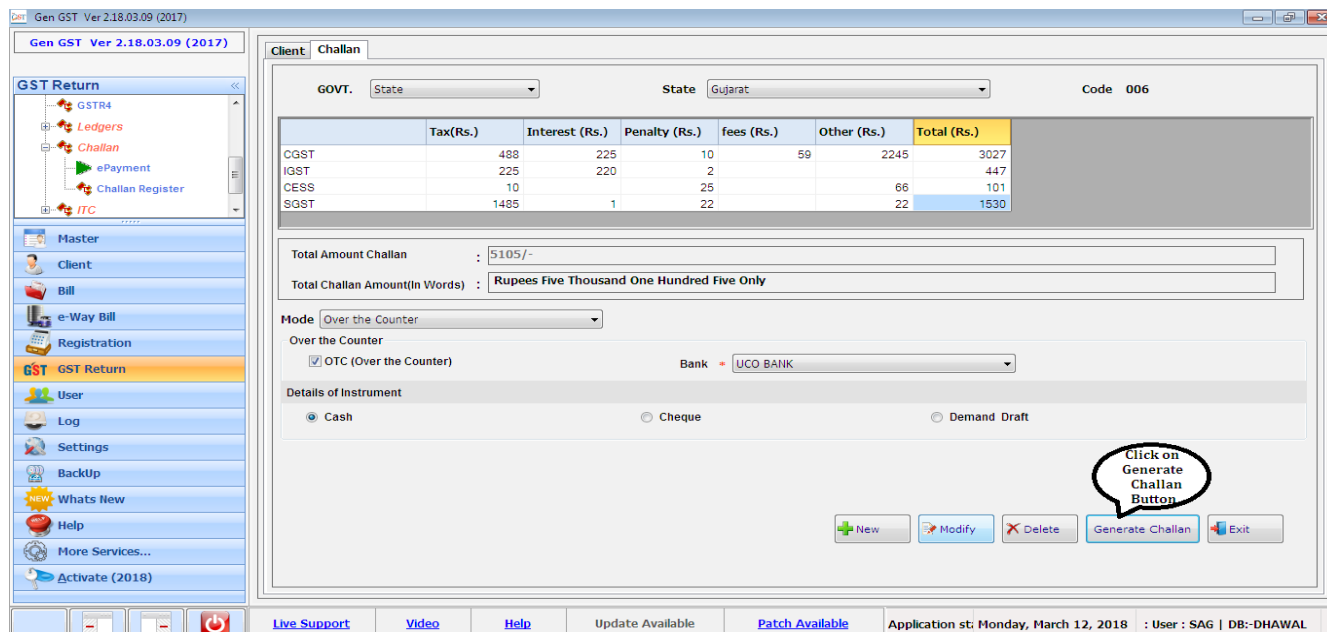 GST Gen GST Ver 2.18.03.09 (2017)
Gen GST Ver 2.18.03.09 (2017)
GST Return
GSTR4
Ledgers
Challan
ePayment
Challan Register
ITC
Master
Client
Bill
e-Way Bill
Registration
GST GST Return
User
Log
Settings
BackUp
NEW Whats New
Help
More Services...
Activate (2018)
Client Challan
GOVT. State State Gujarat Code 006
Tax(Rs.) Interest (Rs.) Penalty (Rs.) fees (Rs.) Other (Rs.) Total (Rs.)
CGST 488 225 10 59 2245 3027
IGST 225 220 2 447
CESS 10 25 66 101
SGST 1485 1 22 22 1530
Total Amount Challan : 5105/-
Total Challan Amount(In Words) : Rupees Five Thousand One Hundred Five Only
Mode Over the Counter
Over the Counter
OTC (Over the Counter) Bank * UCO BANK
Details of Instrument
Cash Cheque Demand Draft
Click on
Generate
Challan
Button
New Modify Delete Generate Challan Exit
Live Support Video Help Update Available Patch Available Application sta Monday, March 12, 2018 : User : SAG | DB:-DHAWAL